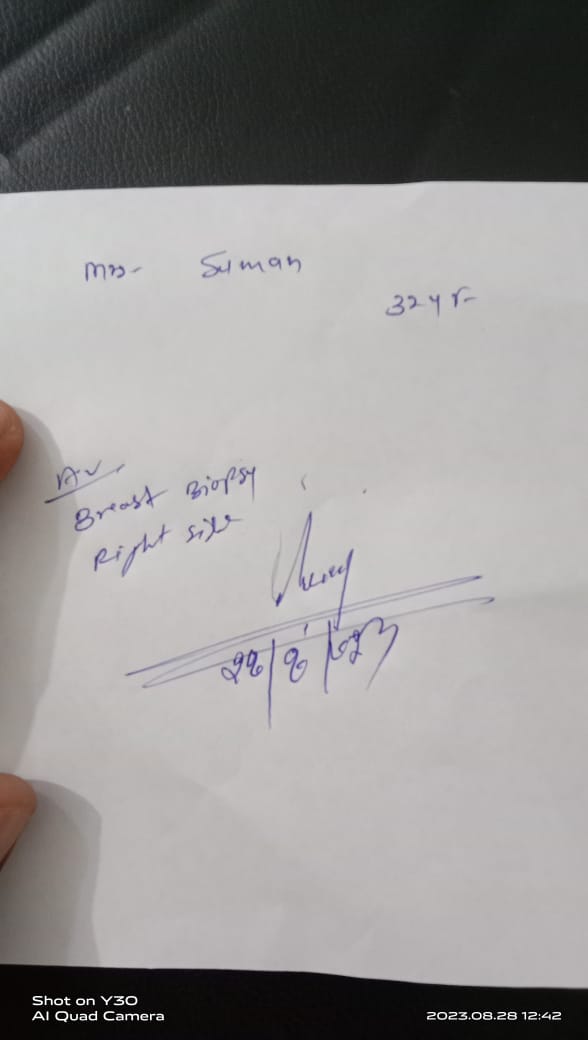 Mrs- Suman
32 yr-
Adv.
Breast Biopsy
Right side
28/8/023
Shot on Y30
AI Quad Camera
2023.08.28 12:42